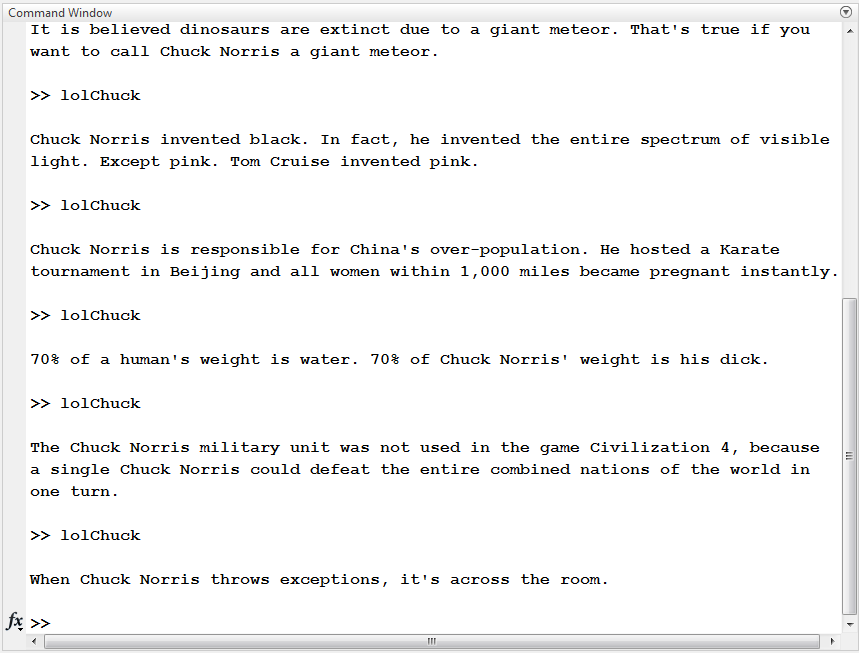 Command Window
It is believed dinosaurs are extinct due to a giant meteor. That's true if you
want to call Chuck Norris a giant meteor.
>> lolChuck
Chuck Norris invented black. In fact, he invented the entire spectrum of visible
light. Except pink. Tom Cruise invented pink.
>> lolChuck
Chuck Norris is responsible for China's over-population. He hosted a Karate
tournament in Beijing and all women within 1,000 miles became pregnant instantly.
>> lolChuck
70% of a human's weight is water. 70% of Chuck Norris' weight is his dick.
>> lolChuck
The Chuck Norris military unit was not used in the game Civilization 4, because
a single Chuck Norris could defeat the entire combined nations of the world in
one turn.
>> lolChuck
When Chuck Norris throws exceptions, it's across the room.
fx >>